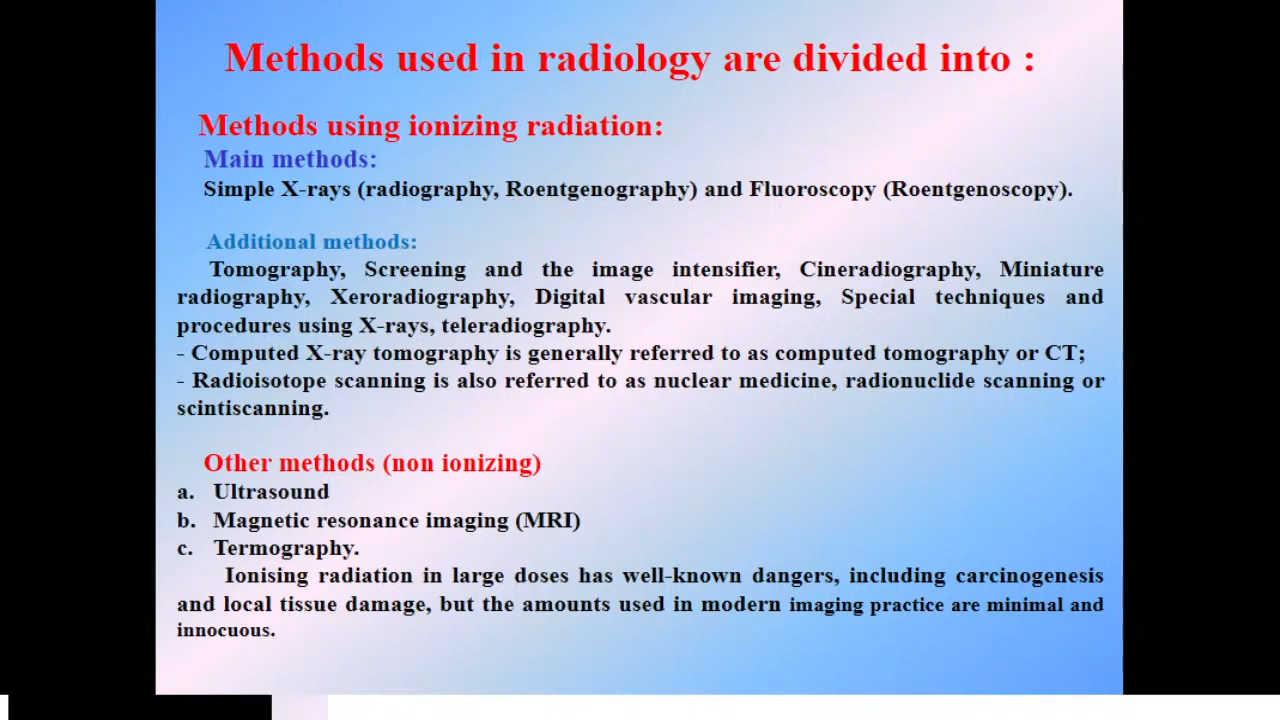 Methods used in radiology are divided into :
Methods using ionizing radiation:
Main methods:
Simple X-rays (radiography, Roentgenography) and Fluoroscopy (Roentgenoscopy).
Additional methods:
Tomography, Screening and the image intensifier, Cineradiography, Miniature
radiography, Xeroradiography, Digital vascular imaging, Special techniques and
procedures using X-rays, teleradiography.
- Computed X-ray tomography is generally referred to as computed tomography or CT;
- Radioisotope scanning is also referred to as nuclear medicine, radionuclide scanning or
scintiscanning.
Other methods (non ionizing)
a. Ultrasound
b. Magnetic resonance imaging (MRI)
c. Termography.
Ionising radiation in large doses has well-known dangers, including carcinogenesis
and local tissue damage, but the amounts used in modern imaging practice are minimal and
innocuous.